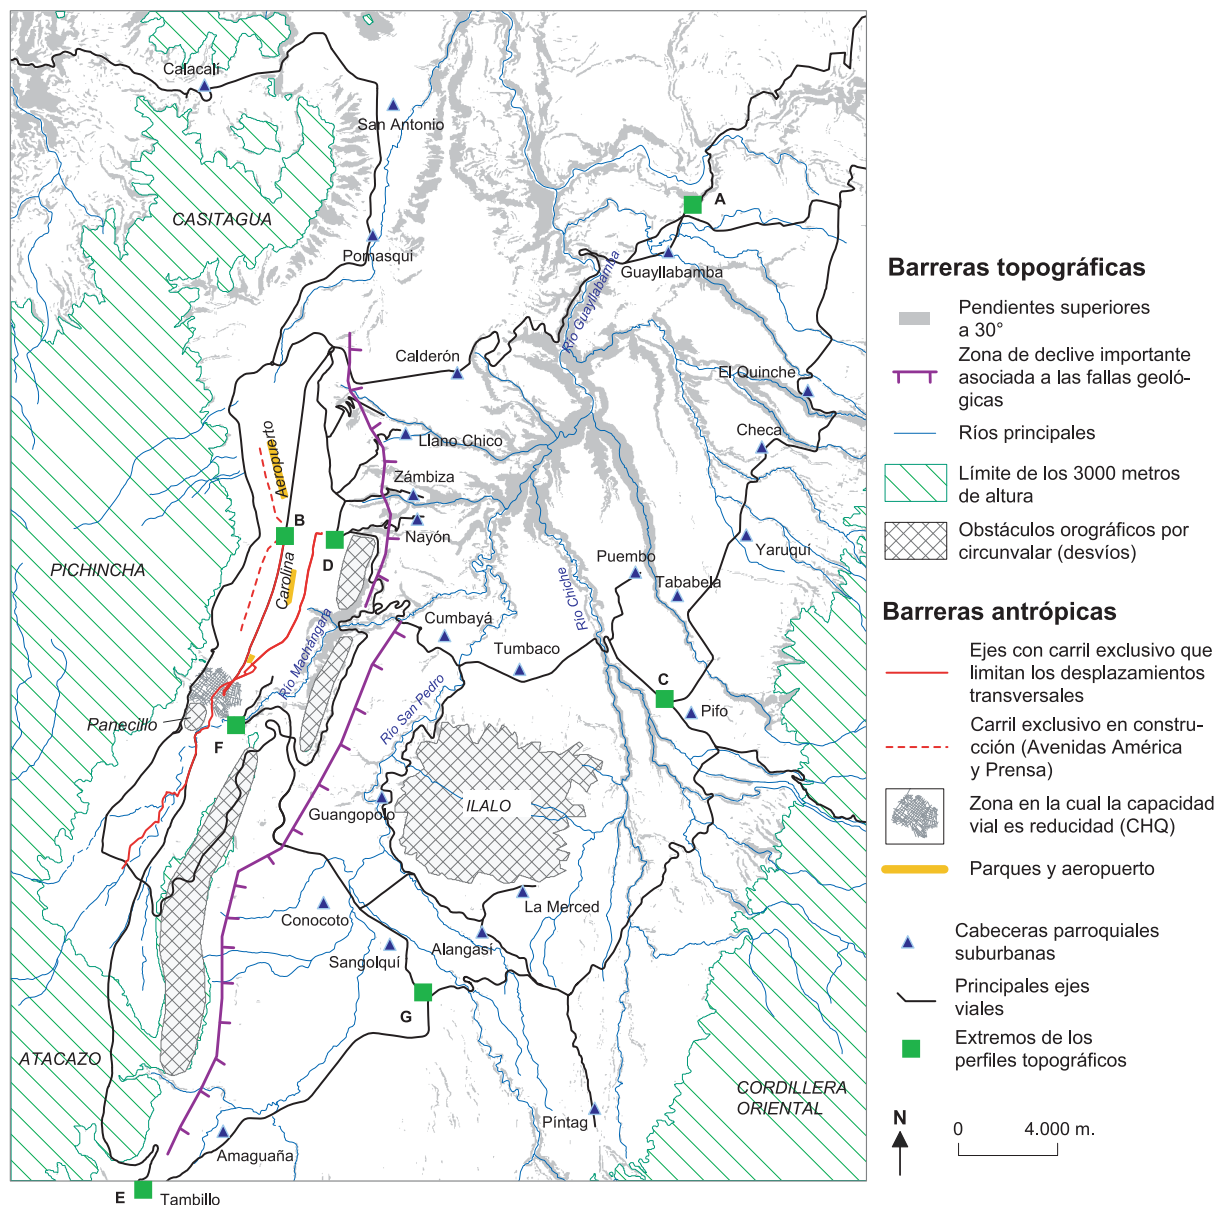 Calacalí
San Antonio
CASITAGUA
Pomasqui
A
Guayllabamba
Río Guayllabamba
Calderón
El Quinche
Checa
Llano Chico
Aeropuerto
Zámbiza
B
Nayón
D
Yaruquí
Puembo
Tababela
PICHINCHA
Carolina
Río Chiche
Cumbayá
Río Machángara
Tumbaco
C
Pifo
Panecillo
F
Río San Pedro
Guangopolo
ILALO
La Merced
Conocoto
Alangasí
Sangolquí
G
ATACAZO
CORDILLERA
ORIENTAL
Píntag
Amaguaña
E
Tambillo
Barreras topográficas
Pendientes superiores
a 30°
Zona de declive importante
asociada a las fallas geoló-
gicas
Ríos principales
Límite de los 3000 metros
de altura
Obstáculos orográficos por
circunvalar (desvíos)
Barreras antrópicas
Ejes con carril exclusivo que
limitan los desplazamientos
transversales
Carril exclusivo en constru-
cción (Avenidas América
y Prensa)
Zona en la cual la capacidad
vial es reducidad (CHQ)
Parques y aeropuerto
Cabeceras parroquiales
suburbanas
Principales ejes
viales
Extremos de los
perfiles topográficos
N
0 4.000 m.